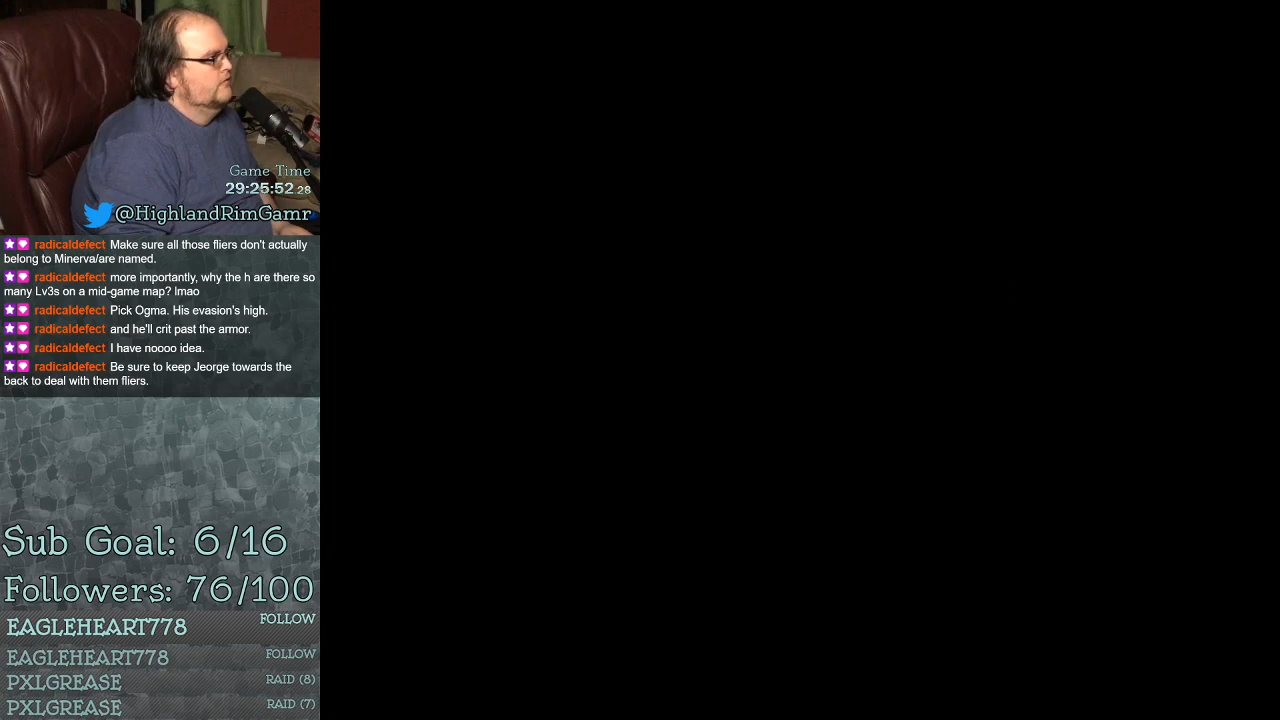 Game Time
29:25:52.28
@HighlandRimGamr
radicaldefect Make sure all those fliers don't actually
belong to Minerva/are named.
radicaldefect more importantly, why the h are there so
many Lv3s on a mid-game map? lmao
radicaldefect Pick Ogma. His evasion's high.
radicaldefect and he'll crit past the armor.
radicaldefect I have noooo idea.
radicaldefect Be sure to keep Jeorge towards the
back to deal with them fliers.
Sub Goal: 6/16
Followers: 76/100
EAGLEHEART778 FOLLOW
EAGLEHEART778 FOLLOW
PXLGREASE RAID (8)
PXLGREASE RAID (7)